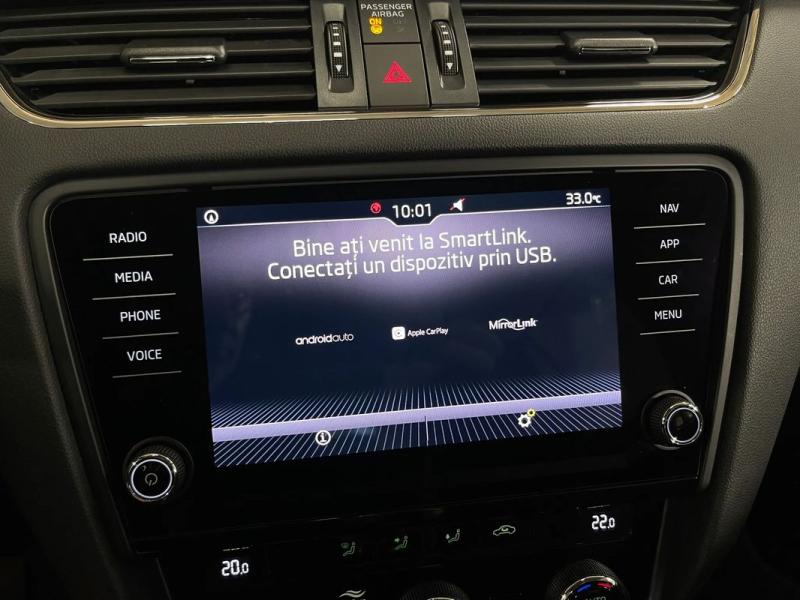 PASSENGER
AIRBAG
ON
10:01
33.0°C
RADIO
MEDIA
PHONE
VOICE
Bine ați venit la SmartLink.
Conectați un dispozitiv prin USB.
androidauto
Apple CarPlay
MirrorLink
NAV
APP
CAR
MENU
20.0
22.0
AUTO